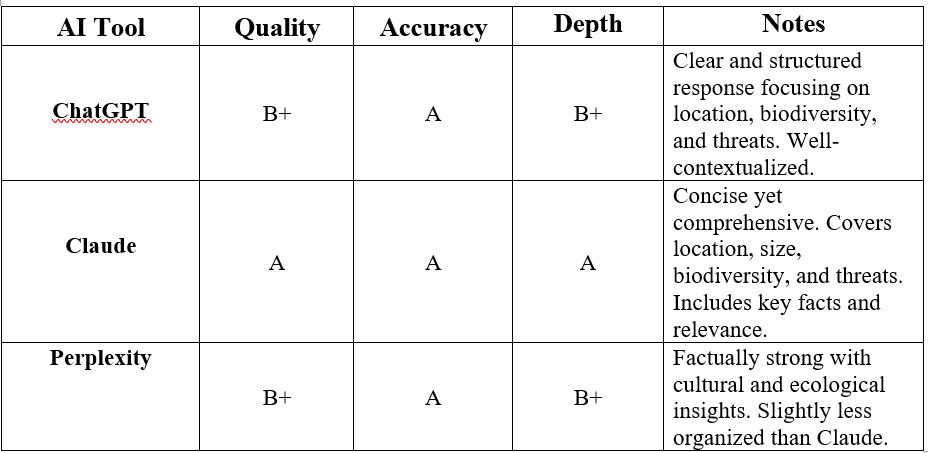 AI Tool Quality Accuracy Depth Notes
ChatGPT B+ A B+ Clear and structured
response focusing on
location, biodiversity,
and threats. Well-
contextualized.
Claude A A A Concise yet
comprehensive. Covers
location, size,
biodiversity, and threats.
Includes key facts and
relevance.
Perplexity B+ A B+ Factually strong with
cultural and ecological
insights. Slightly less
organized than Claude.